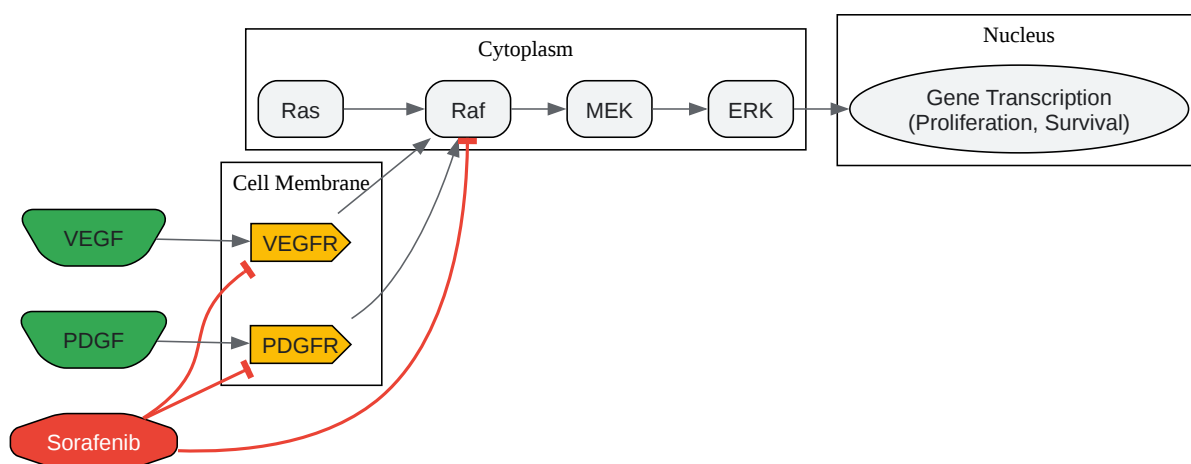 Cytoplasm
Nucleus
Ras
Raf
MEK
ERK
Gene Transcription
(Proliferation, Survival)
Cell Membrane
VEGF
VEGFR
PDGF
PDGFR
Sorafenib